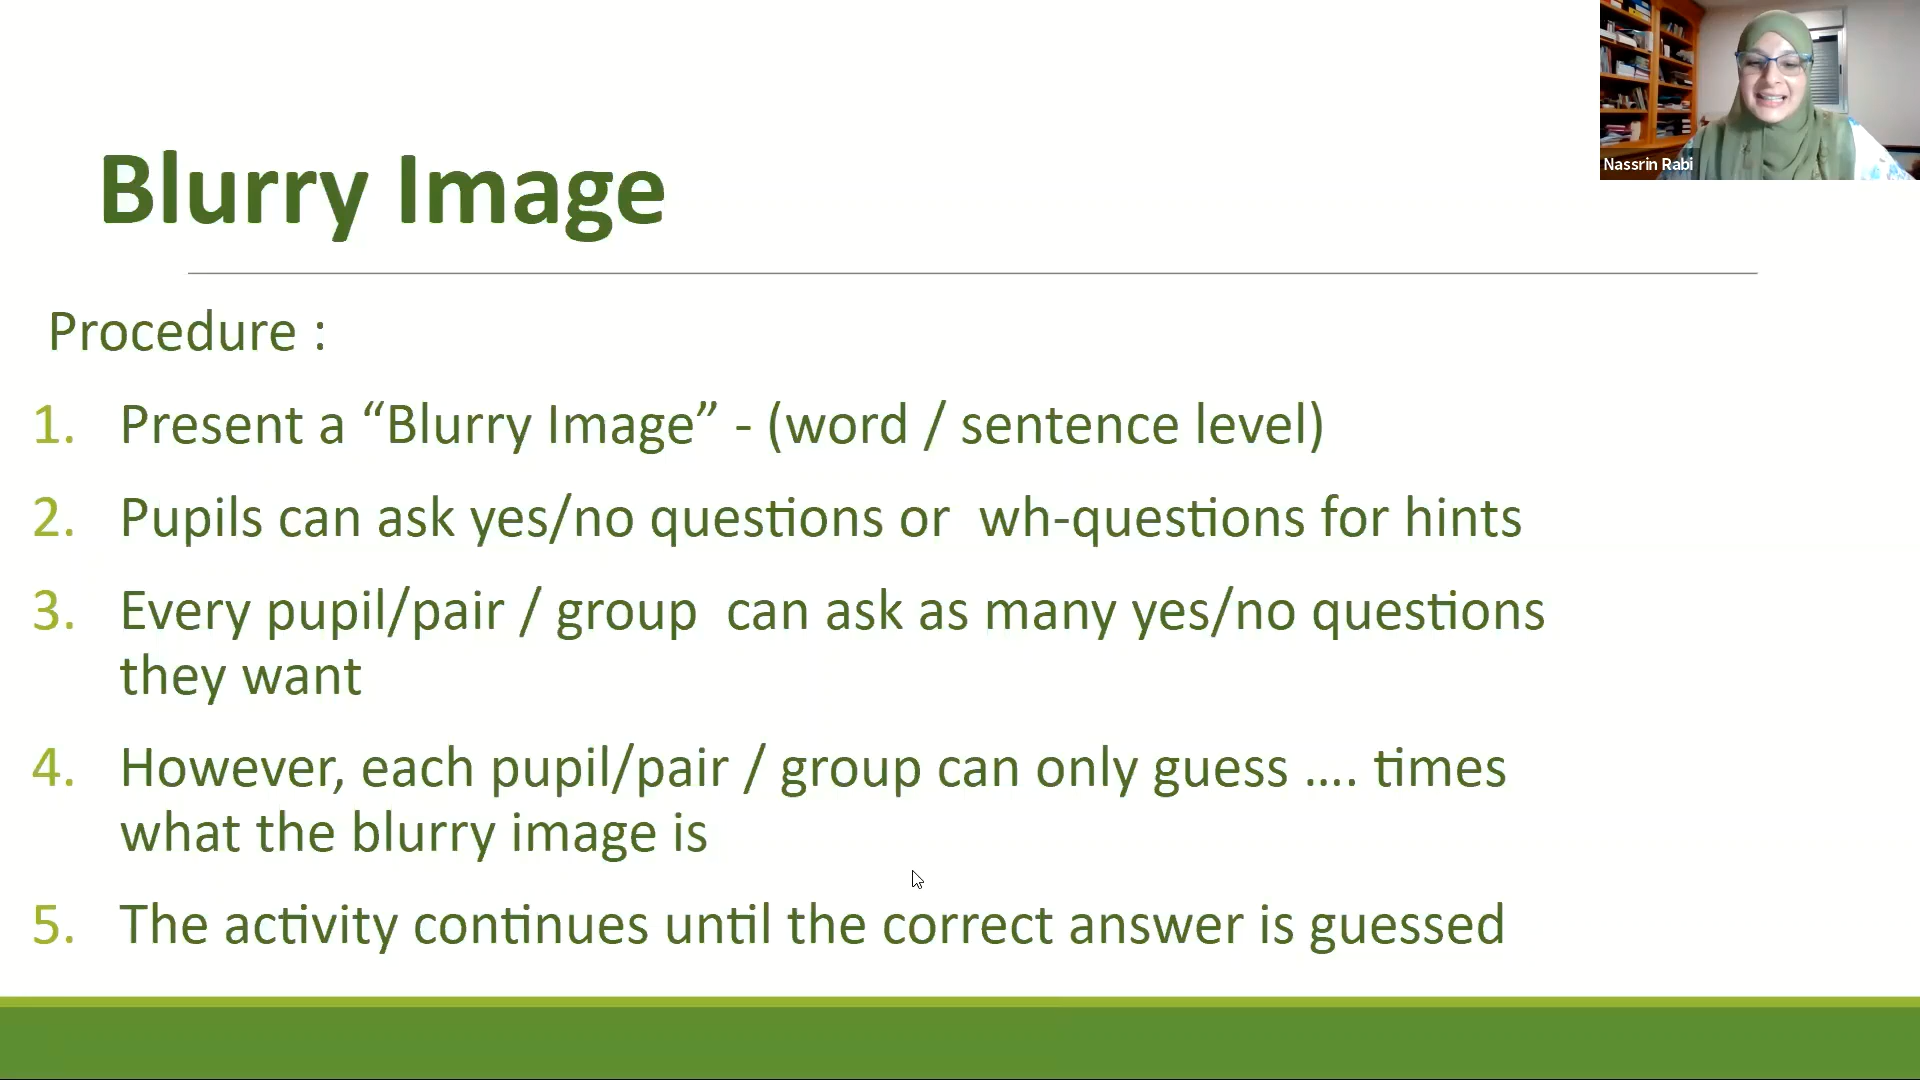 Nassrin Rabi
Blurry Image
Procedure :
1. Present a “Blurry Image” - (word / sentence level)
2. Pupils can ask yes/no questions or  wh-questions for hints
3. Every pupil/pair / group  can ask as many yes/no questions
they want
4. However, each pupil/pair / group can only guess .... times
what the blurry image is
5. The activity continues until the correct answer is guessed